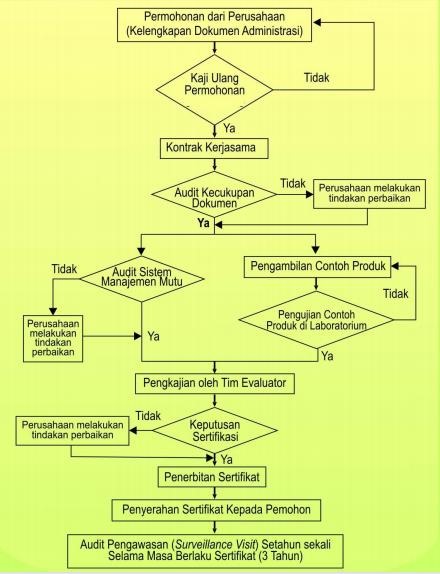 Permohonan dari Perusahaan
(Kelengkapan Dokumen Administrasi)
Kaji Ulang
Permohonan
Tidak
Ya
Kontrak Kerjasama
Audit Kecukupan
Dokumen
Tidak
Perusahaan melakukan
tindakan perbaikan
Ya
Tidak
Audit Sistem
Manajemen Mutu
Pengambilan Contoh Produk
Tidak
Perusahaan
melakukan
tindakan
perbaikan
Ya
Pengujian Contoh
Produk di Laboratorium
Ya
Pengkajian oleh Tim Evaluator
Tidak
Perusahaan melakukan
tindakan perbaikan
Keputusan
Sertifikasi
Ya
Penerbitan Sertifikat
Penyerahan Sertifikat Kepada Pemohon
Audit Pengawasan (Surveillance Visit) Setahun sekali
Selama Masa Berlaku Sertifikat (3 Tahun)